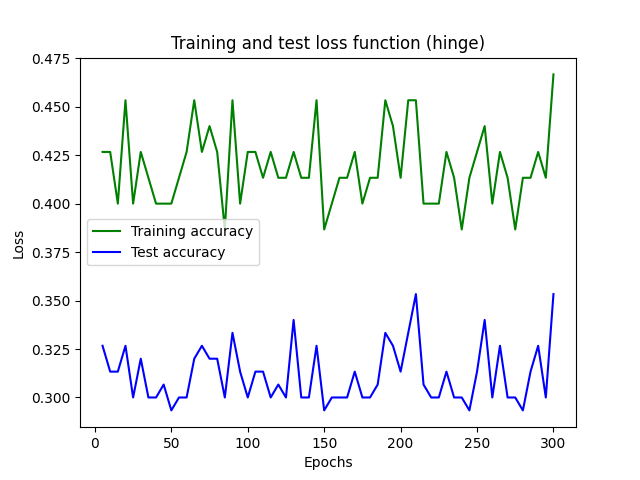 Training and test loss function (hinge)
0.475
0.450
0.425
0.400
0.375
0.350
0.325
0.300
Loss
Training accuracy
Test accuracy
0 50 100 150 200 250 300
Epochs